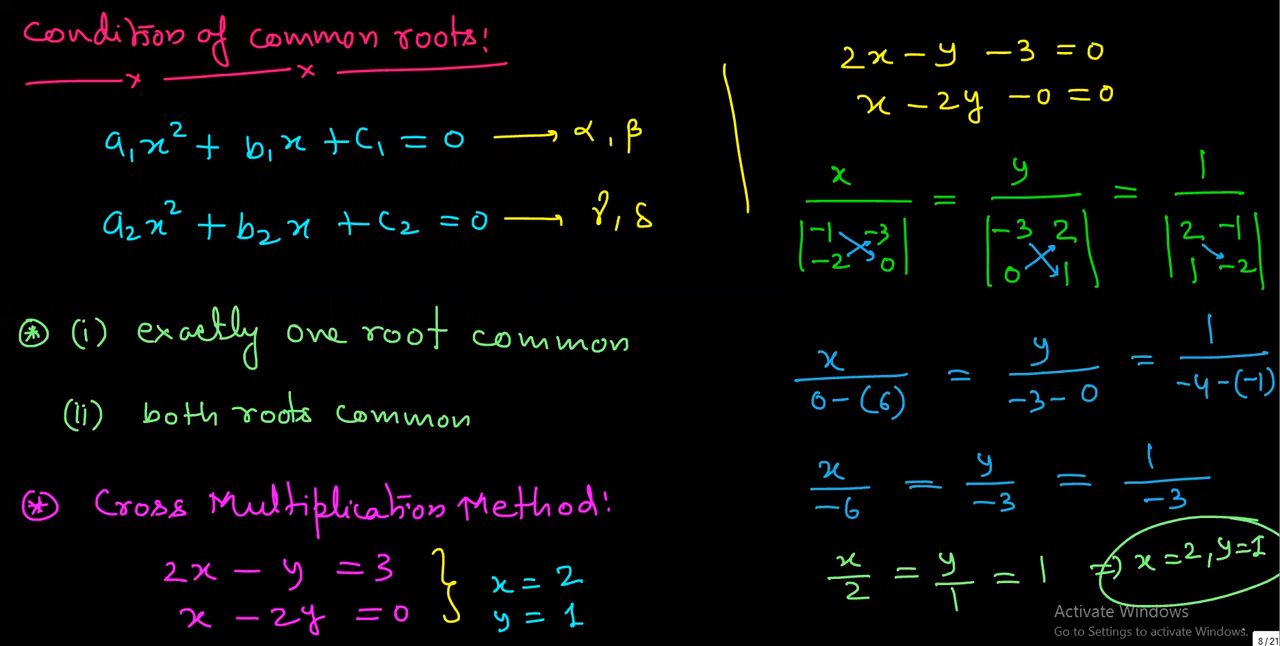 Condition of common roots:
a₁x² + b₁x + c₁ = 0 → α, β
a₂x² + b₂x + c₂ = 0 → γ, δ
⊛ (i) exactly one root common
(ii) both roots common
⊛ Cross Multiplication Method:
2x − y = 3 } x = 2
x − 2y = 0 } y = 1
2x − y − 3 = 0
x − 2y − 0 = 0
x / |−1 −3; −2 0| = y / |−3 2; 0 1| = 1 / |2 −1; 1 −2|
x / 0−(6) = y / −3−0 = 1 / −4−(−1)
x / −6 = y / −3 = 1 / −3
x / 2 = y / 1 = 1 ⇒ x = 2, y = 1
Activate Windows
Go to Settings to activate Windows.
8 / 21